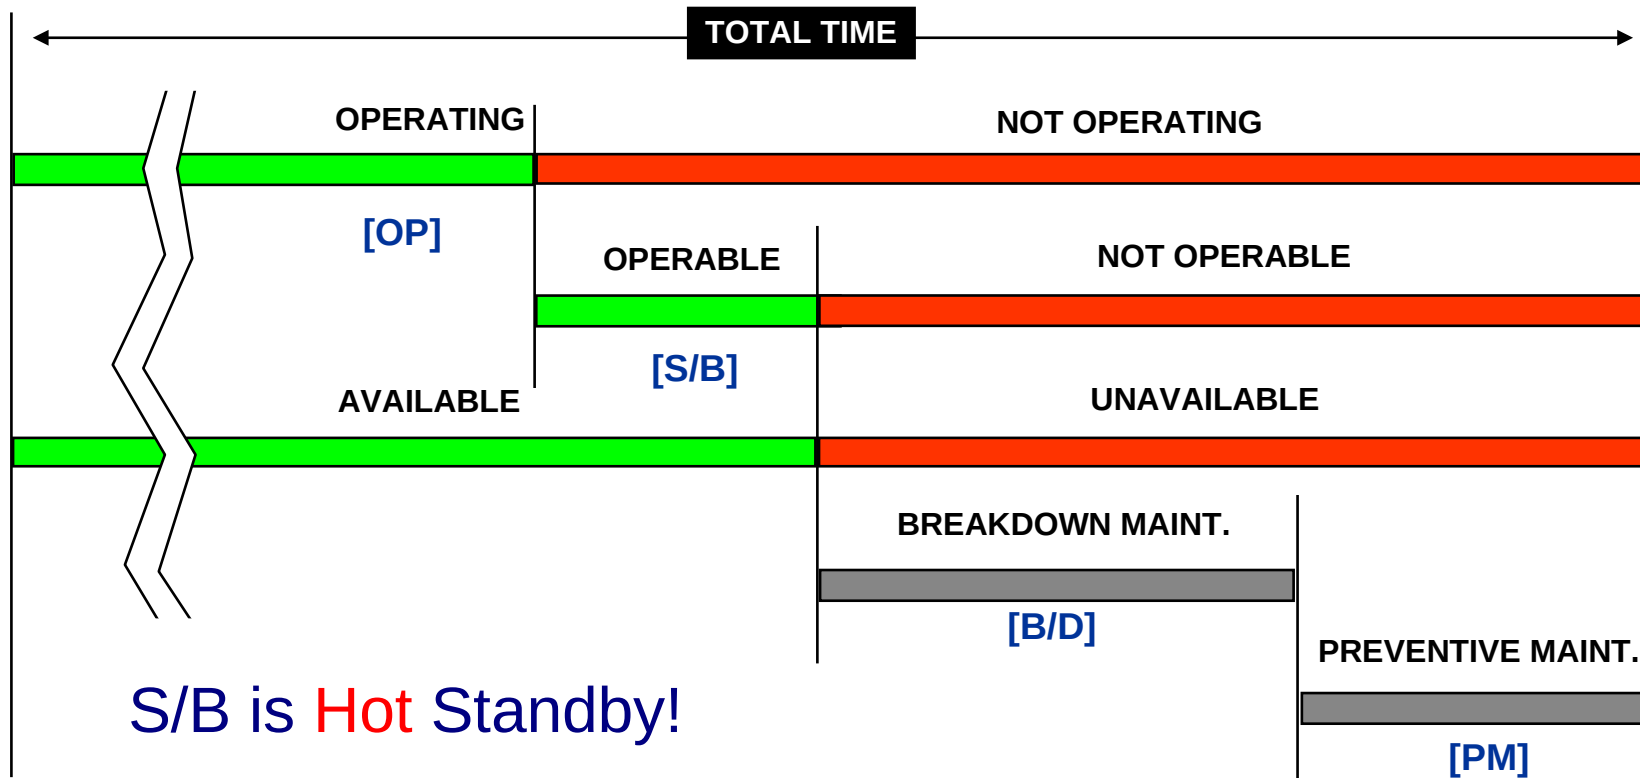 TOTAL TIME
OPERATING
NOT OPERATING
[OP]
OPERABLE
NOT OPERABLE
[S/B]
AVAILABLE
UNAVAILABLE
BREAKDOWN MAINT.
[B/D]
PREVENTIVE MAINT.
S/B is Hot Standby!
[PM]